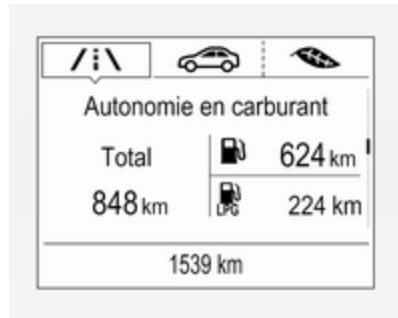 Autonomie en carburant
Total
624 km
848 km
LPG
224 km
1539 km